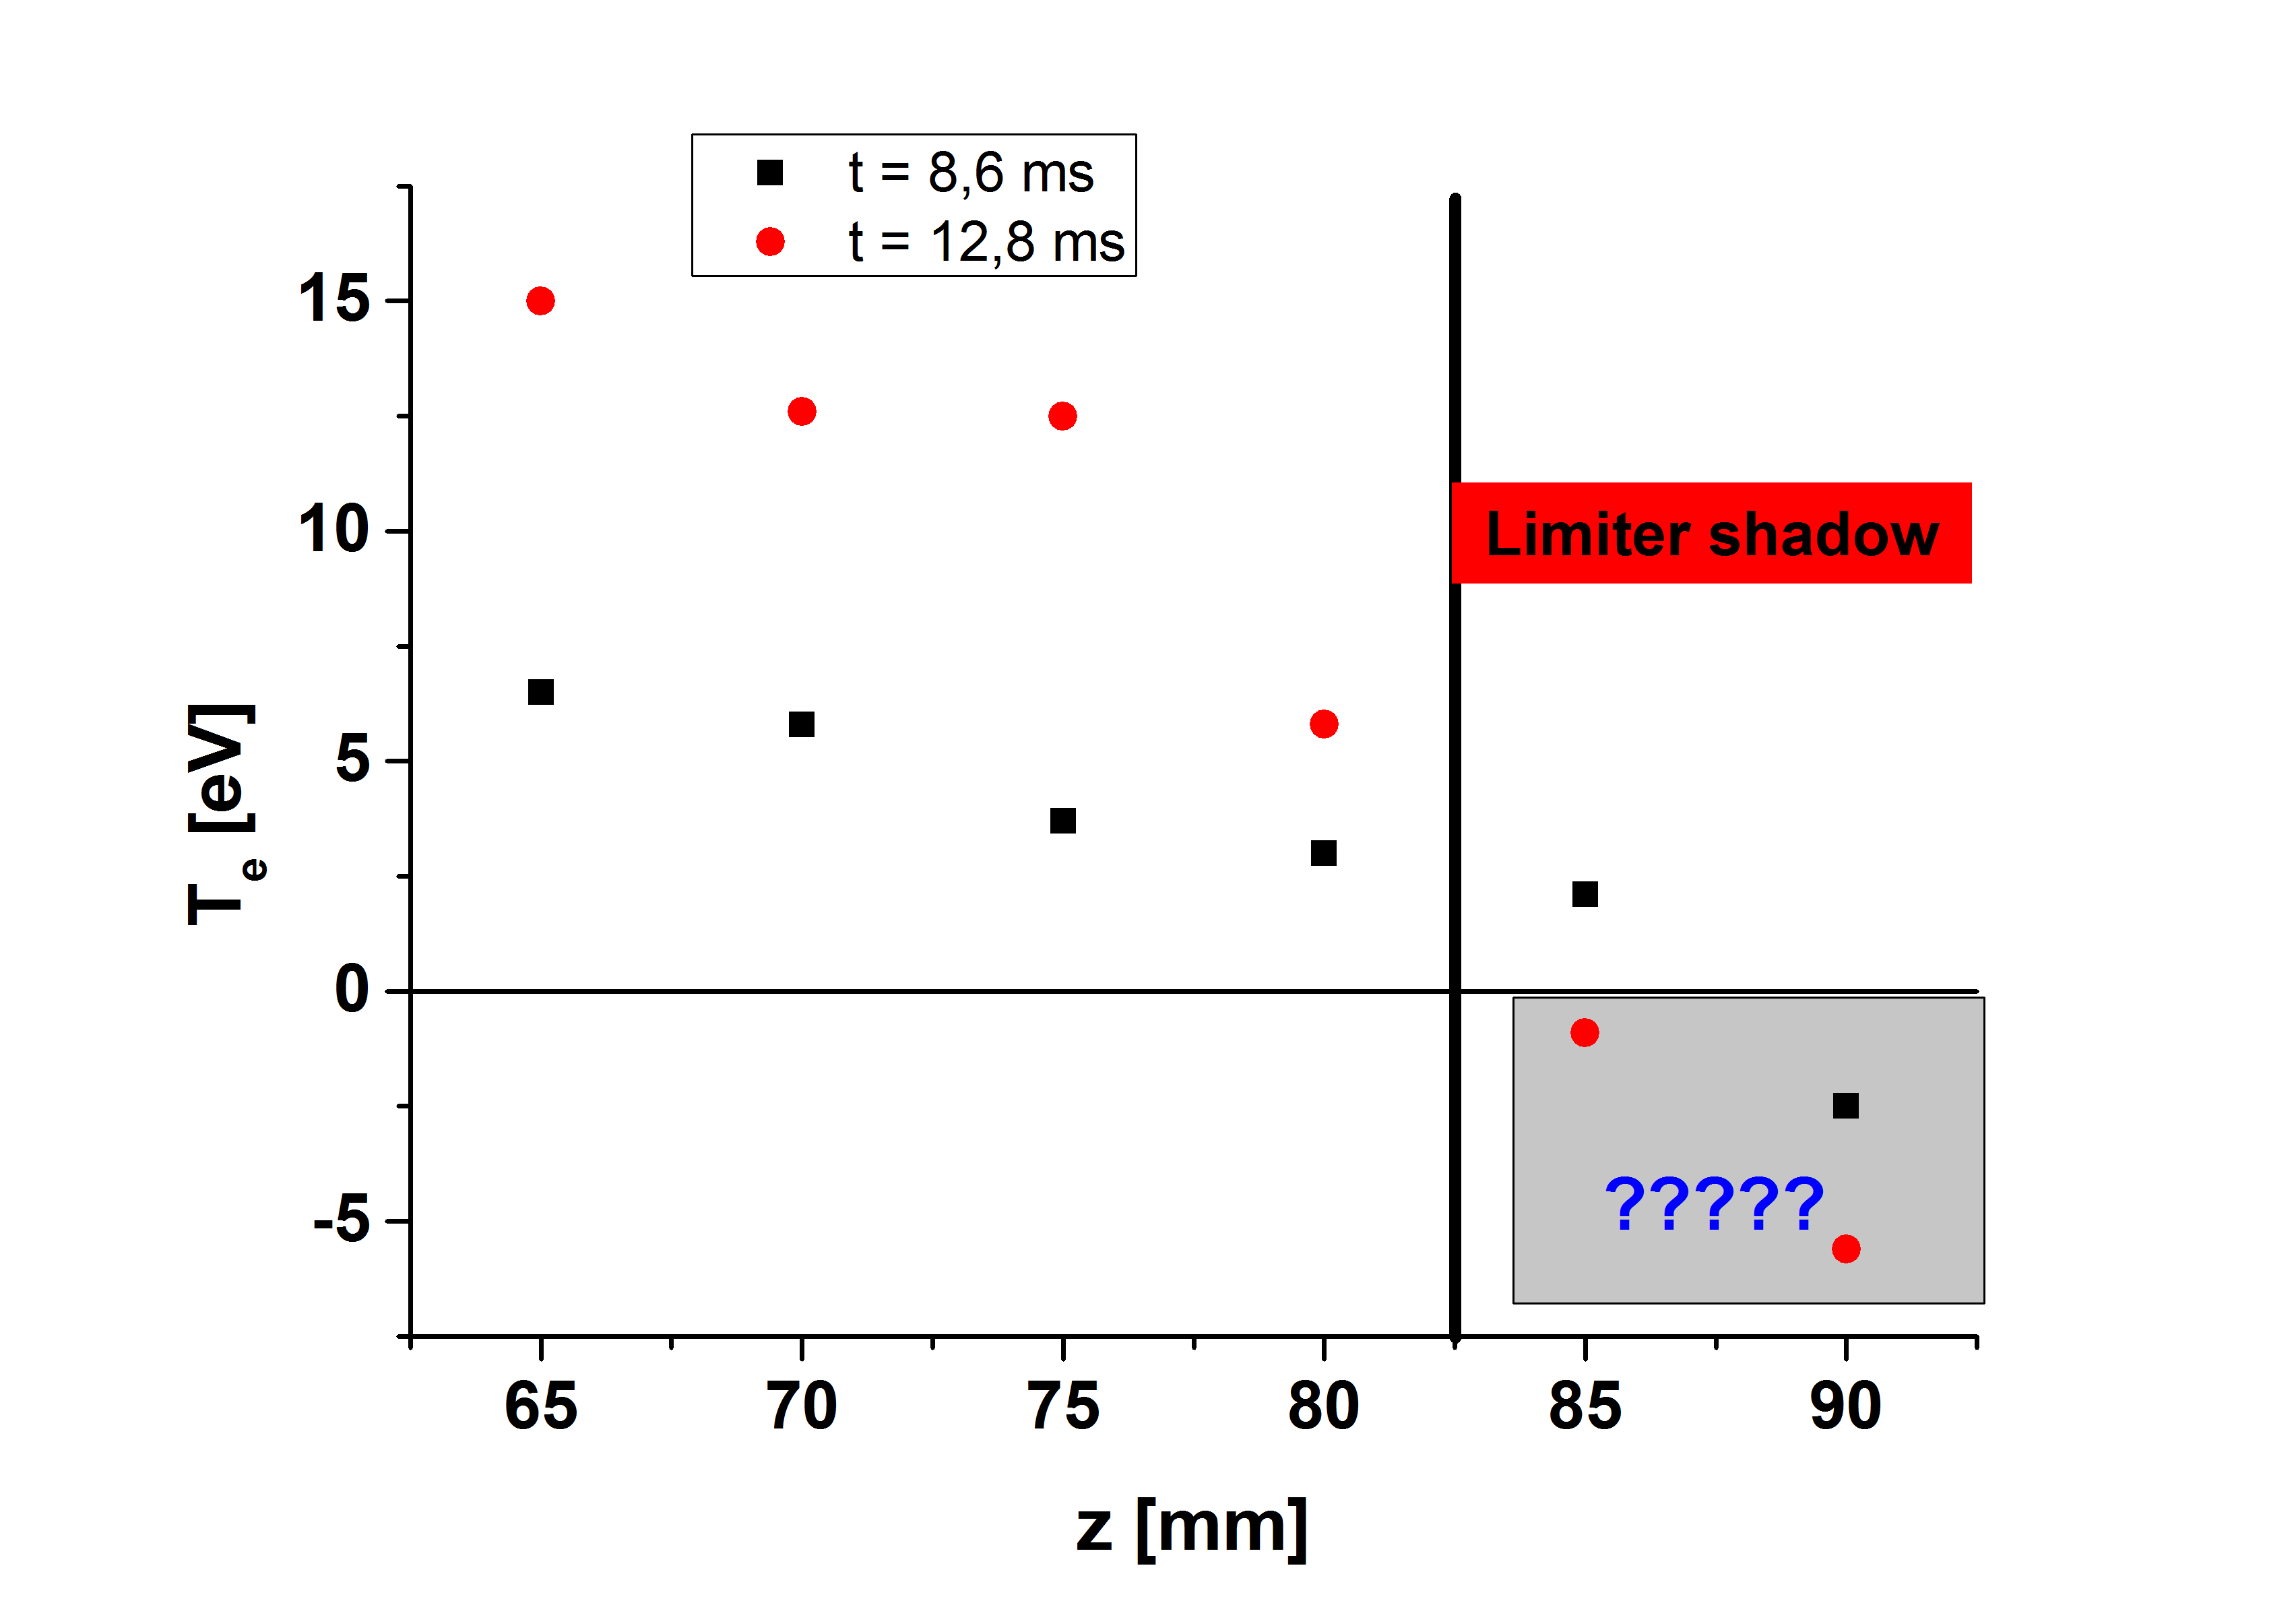 t = 8,6 ms
t = 12,8 ms
15
10
5
0
-5
T e [eV]
Limiter shadow
?????
65 70 75 80 85 90
z [mm]